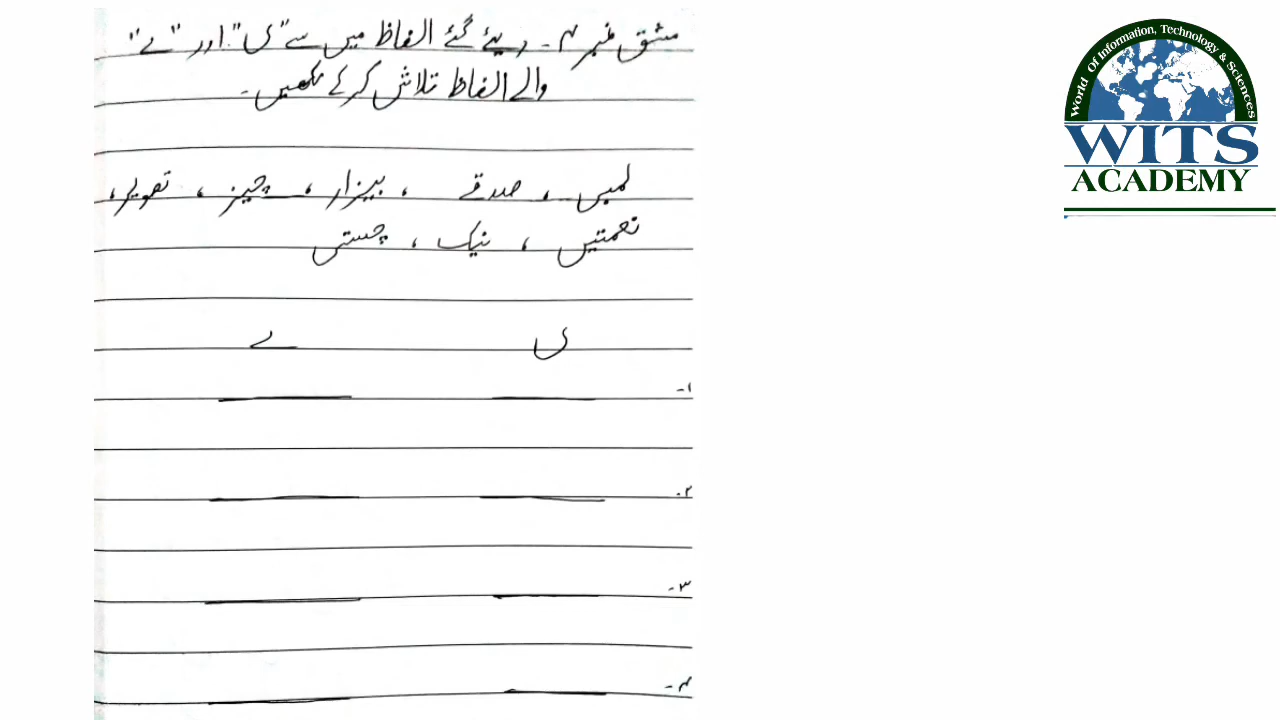 مشق نمبر ۴۔ دیئے گئے الفاظ میں سے "ی" اور "ے"
والے الفاظ تلاش کرکے لکھیں۔
لمبی ، صدقے ، بیزار ، چیز ، تصویر ،
نعمتیں ، نیک ، چستی
ی ے
۱۔
۲۔
۳۔
۴۔
World Of Information, Technology & Sciences
WITS
ACADEMY